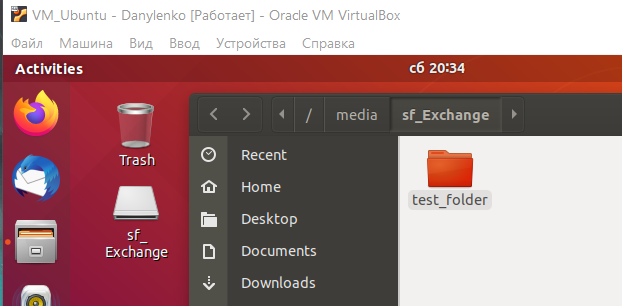 VM_Ubuntu - Danylenko [Работает] - Oracle VM VirtualBox
Файл Машина Вид Ввод Устройства Справка
Activities сб 20:34
/ media sf_Exchange
Trash
sf_
Exchange
Recent
Home
Desktop
Documents
Downloads
test_folder